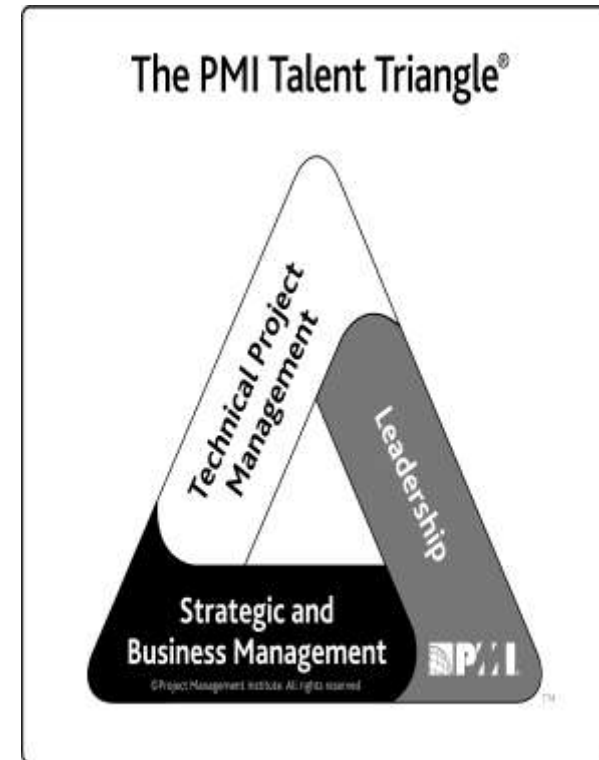 The PMI Talent Triangle®
Technical Project
Management
Leadership
Strategic and
Business Management
©Project Management Institute. All rights reserved
PMI
TM